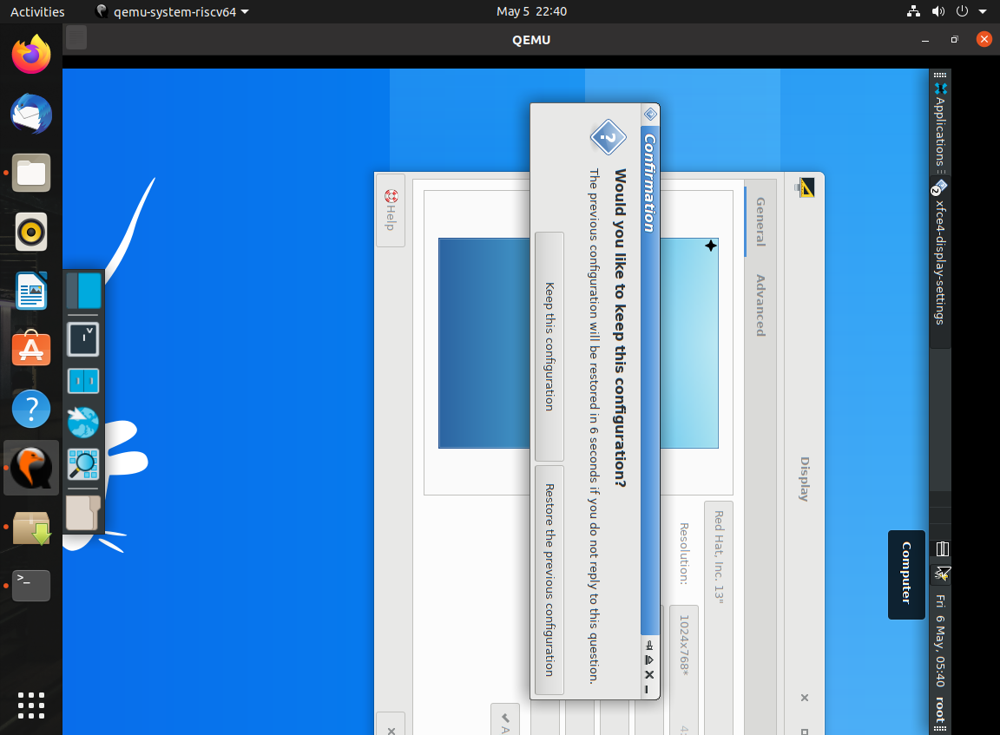 Activities
qemu-system-riscv64
May 5 22:40
QEMU
Applications
2
xfce4-display-settings
Computer
Fri 6 May, 05:40
root
Display
General
Advanced
Red Hat, Inc. 13"
Resolution:
1024x768*
Help
Confirmation
Would you like to keep this configuration?
The previous configuration will be restored in 6 seconds if you do not reply to this question.
Keep this configuration
Restore the previous configuration